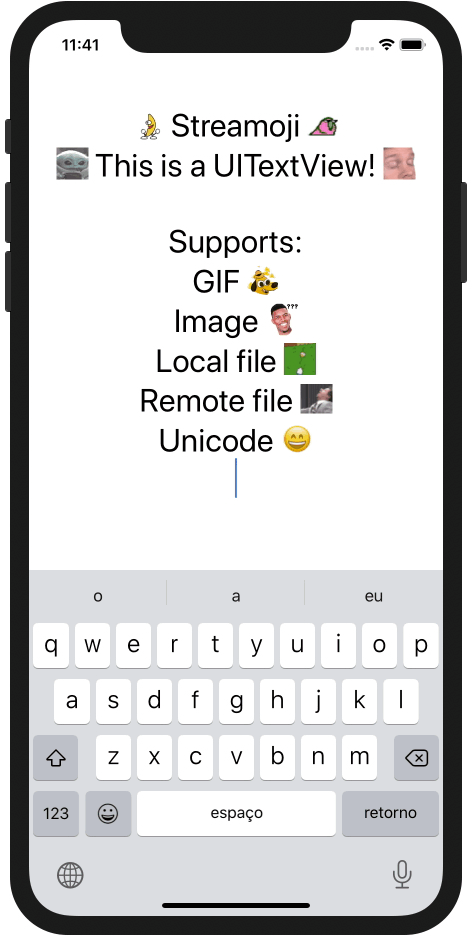 11:41
🍌 Streamoji 🦜
This is a UITextView!
Supports:
GIF
Image ???
Local file
Remote file
Unicode 😄
o a eu
q w e r t y u i o p
a s d f g h j k l
z x c v b n m
123 espaço retorno